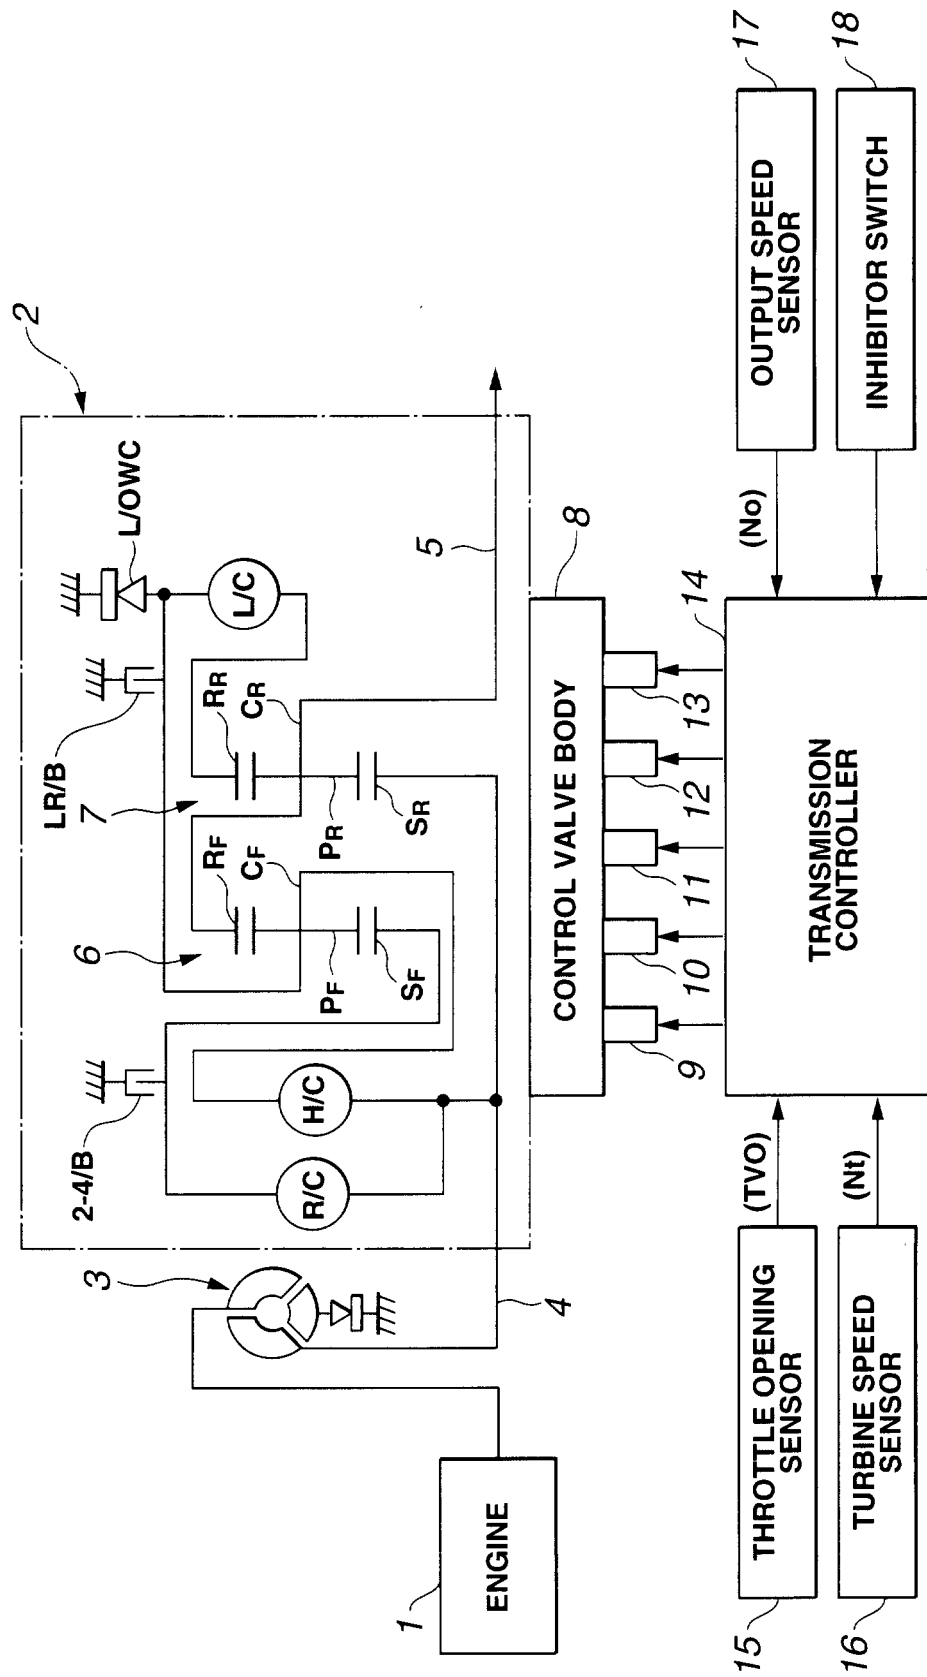 2
L/OWC
LR/B
L/C
5
7
RR
CR
PR
SR
6
RF
CF
PF
SF
2-4/B
H/C
R/C
3
4
1
ENGINE
CONTROL VALVE BODY
8
9
10
11
12
13
14
TRANSMISSION
CONTROLLER
(TVO)
(Nt)
(No)
THROTTLE OPENING
SENSOR
15
TURBINE SPEED
SENSOR
16
OUTPUT SPEED
SENSOR
17
INHIBITOR SWITCH
18